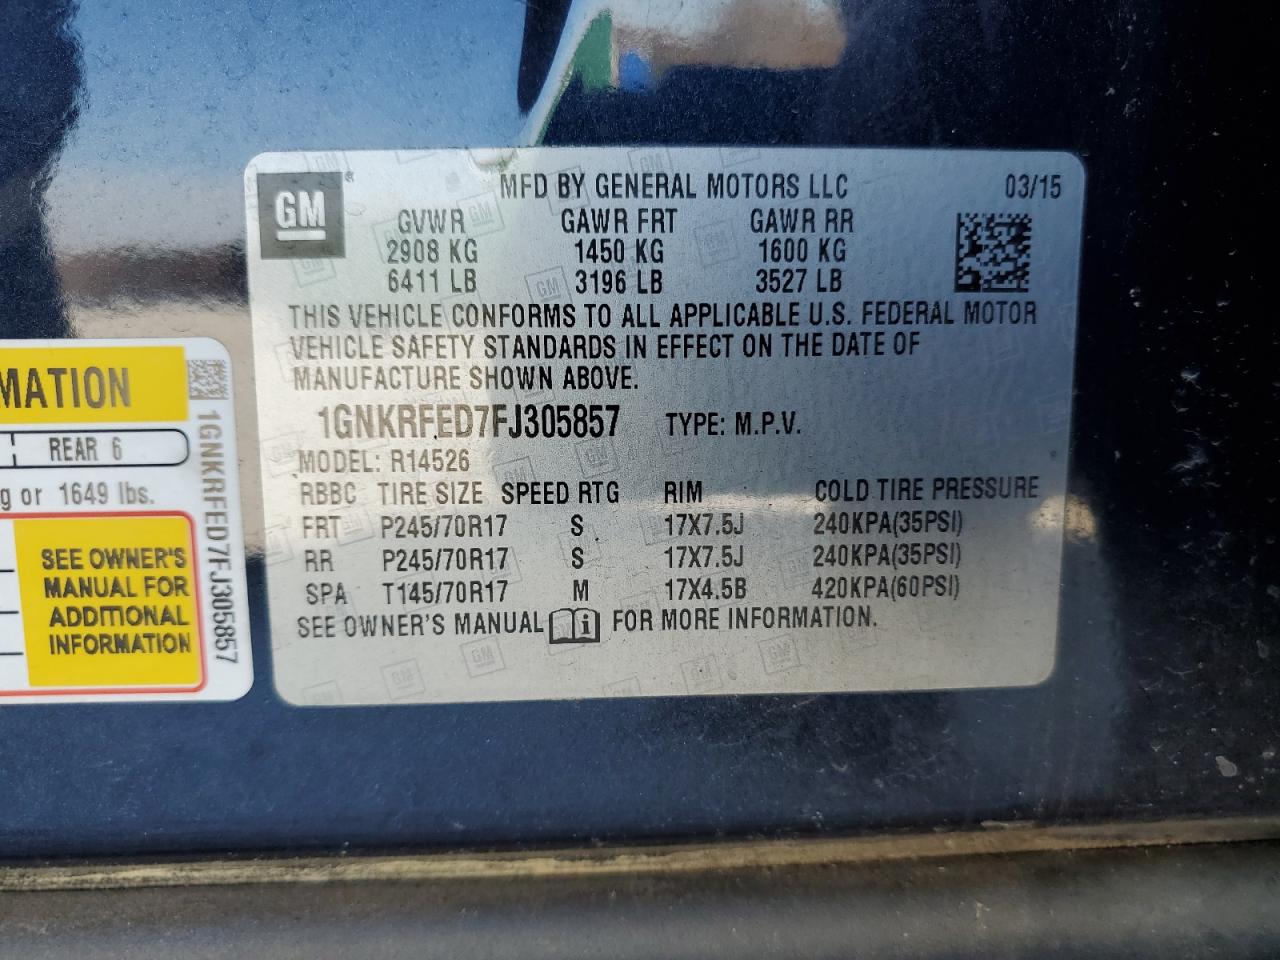 GM
MFD BY GENERAL MOTORS LLC 03/15
GVWR GAWR FRT GAWR RR
2908 KG 1450 KG 1600 KG
6411 LB 3196 LB 3527 LB
THIS VEHICLE CONFORMS TO ALL APPLICABLE U.S. FEDERAL MOTOR
VEHICLE SAFETY STANDARDS IN EFFECT ON THE DATE OF
MANUFACTURE SHOWN ABOVE.
1GNKRFED7FJ305857 TYPE: M.P.V.
MODEL: R14526
RBBC TIRE SIZE SPEED RTG RIM COLD TIRE PRESSURE
FRT P245/70R17 S 17X7.5J 240KPA(35PSI)
RR P245/70R17 S 17X7.5J 240KPA(35PSI)
SPA T145/70R17 M 17X4.5B 420KPA(60PSI)
SEE OWNER'S MANUAL i FOR MORE INFORMATION.
MATION
REAR 6
g or 1649 lbs.
SEE OWNER'S
MANUAL FOR
ADDITIONAL
INFORMATION
1GNKRFED7FJ305857